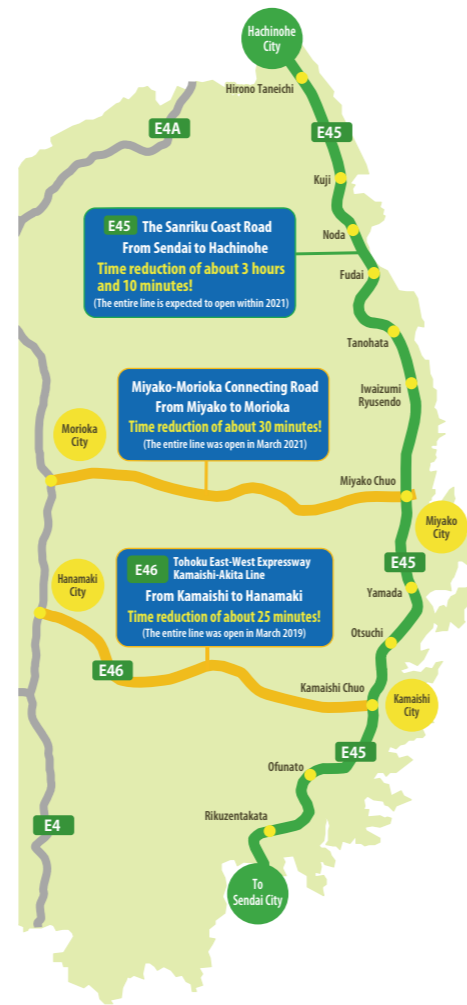 Hachinohe
City
Hirono Taneichi
E4A
E45
Kuji
E45 The Sanriku Coast Road
From Sendai to Hachinohe
Time reduction of about 3 hours
and 10 minutes!
(The entire line is expected to open within 2021)
Noda
Fudai
Tanohata
Iwaizumi
Ryusendo
Miyako-Morioka Connecting Road
From Miyako to Morioka
Time reduction of about 30 minutes!
(The entire line was open in March 2021)
Morioka
City
Miyako Chuo
Miyako
City
E46 Tohoku East-West Expressway
Kamaishi-Akita Line
From Kamaishi to Hanamaki
Time reduction of about 25 minutes!
(The entire line was open in March 2019)
E45
Hanamaki
City
Yamada
Otsuchi
E46
Kamaishi Chuo
Kamaishi
City
E45
Ofunato
Rikuzentakata
E4
To
Sendai City